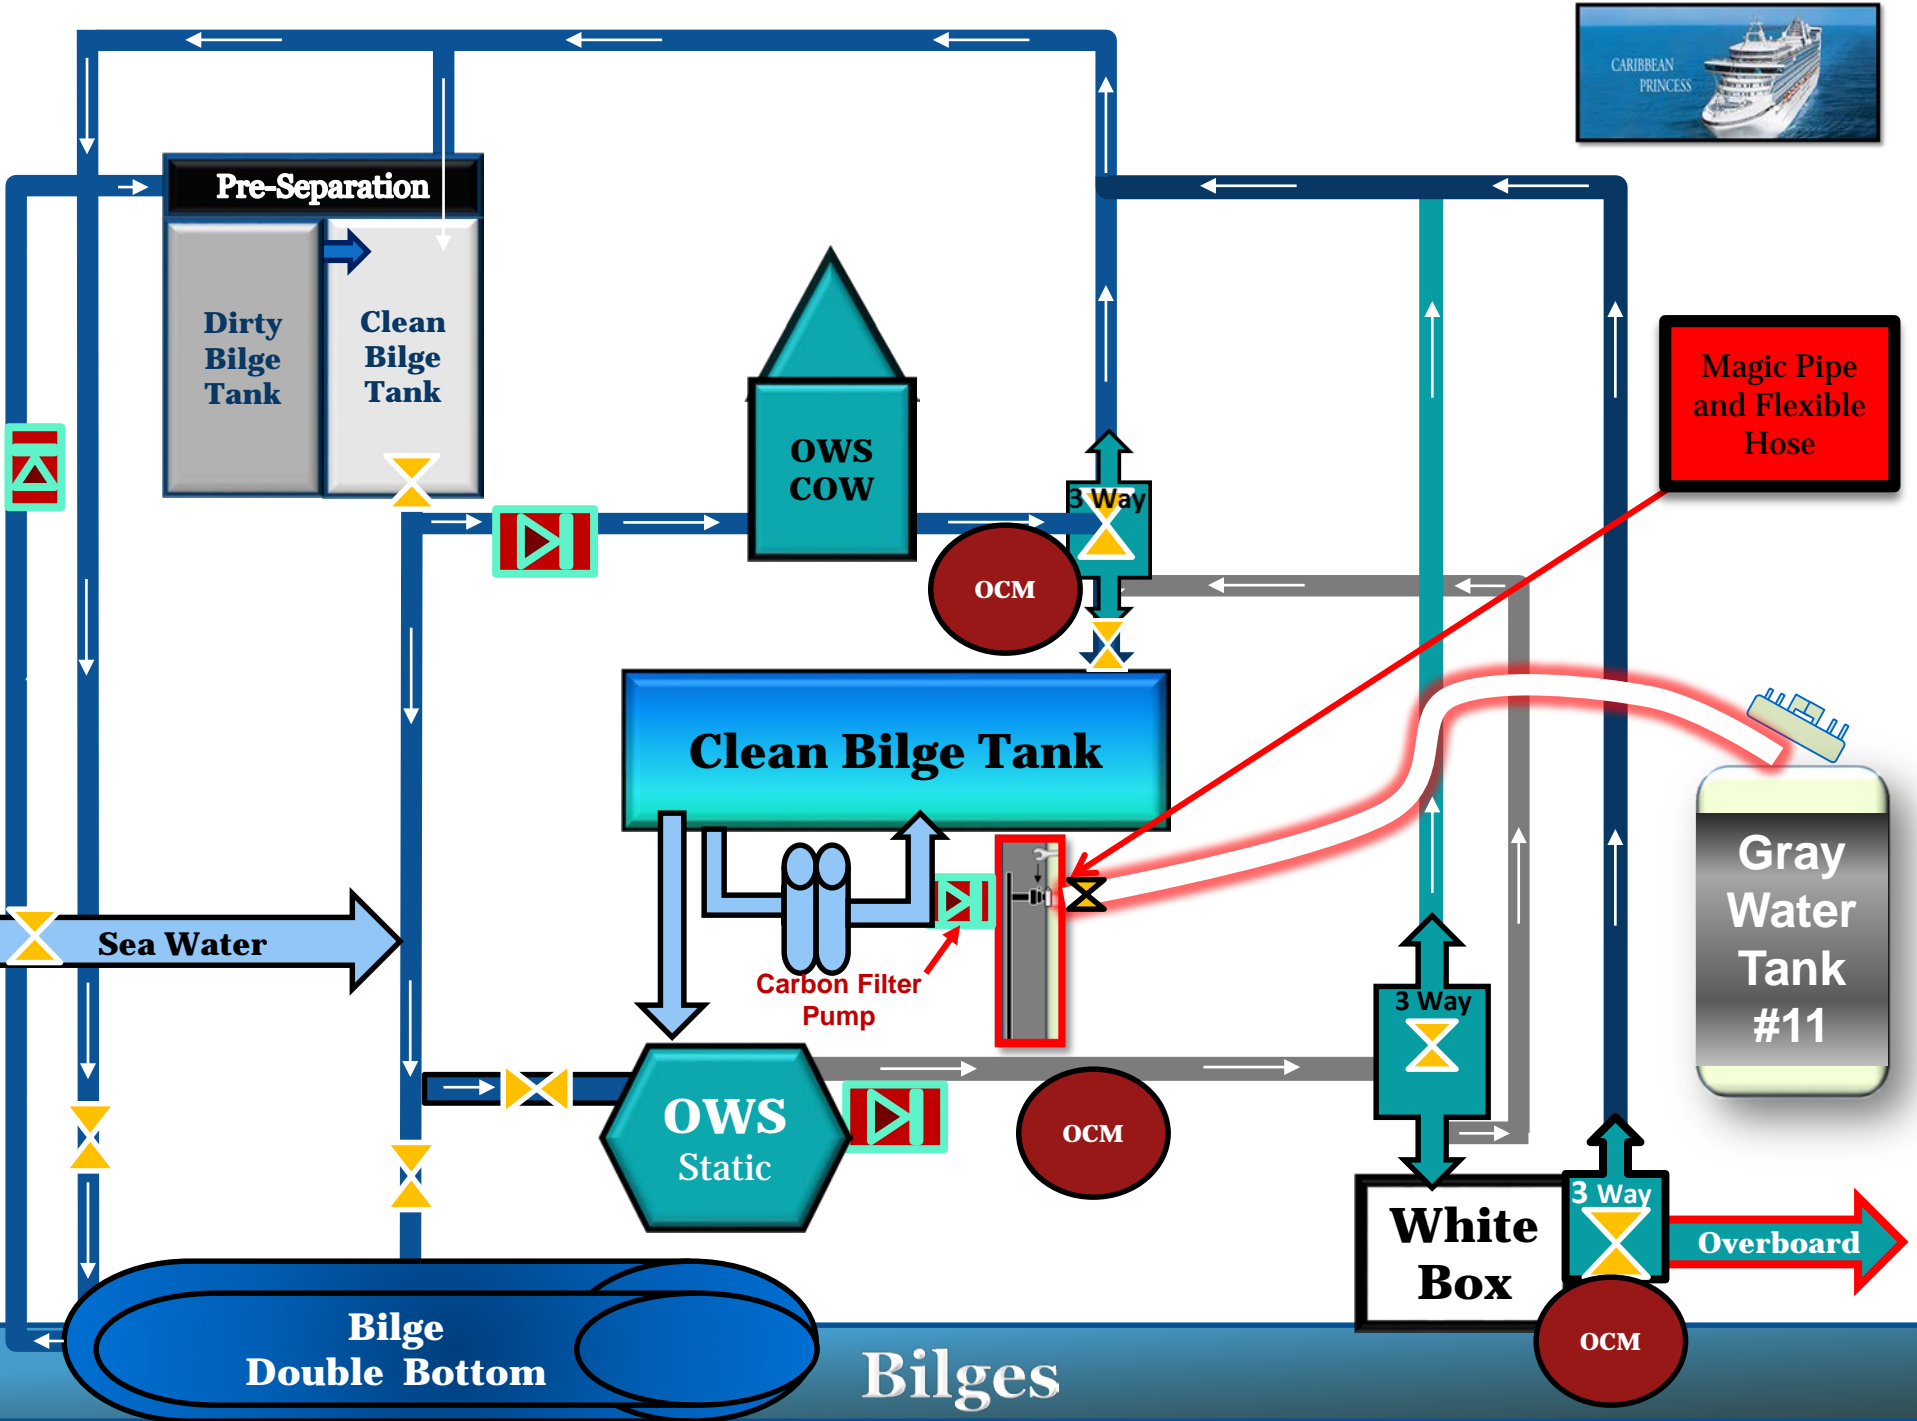 CARIBBEAN
PRINCESS
Pre-Separation
Dirty
Bilge
Tank
Clean
Bilge
Tank
OWS
COW
3 Way
OCM
Magic Pipe
and Flexible
Hose
Clean Bilge Tank
Sea Water
Carbon Filter
Pump
Gray
Water
Tank
#11
3 Way
OWS
Static
OCM
White
Box
3 Way
Overboard
OCM
Bilge
Double Bottom
Bilges